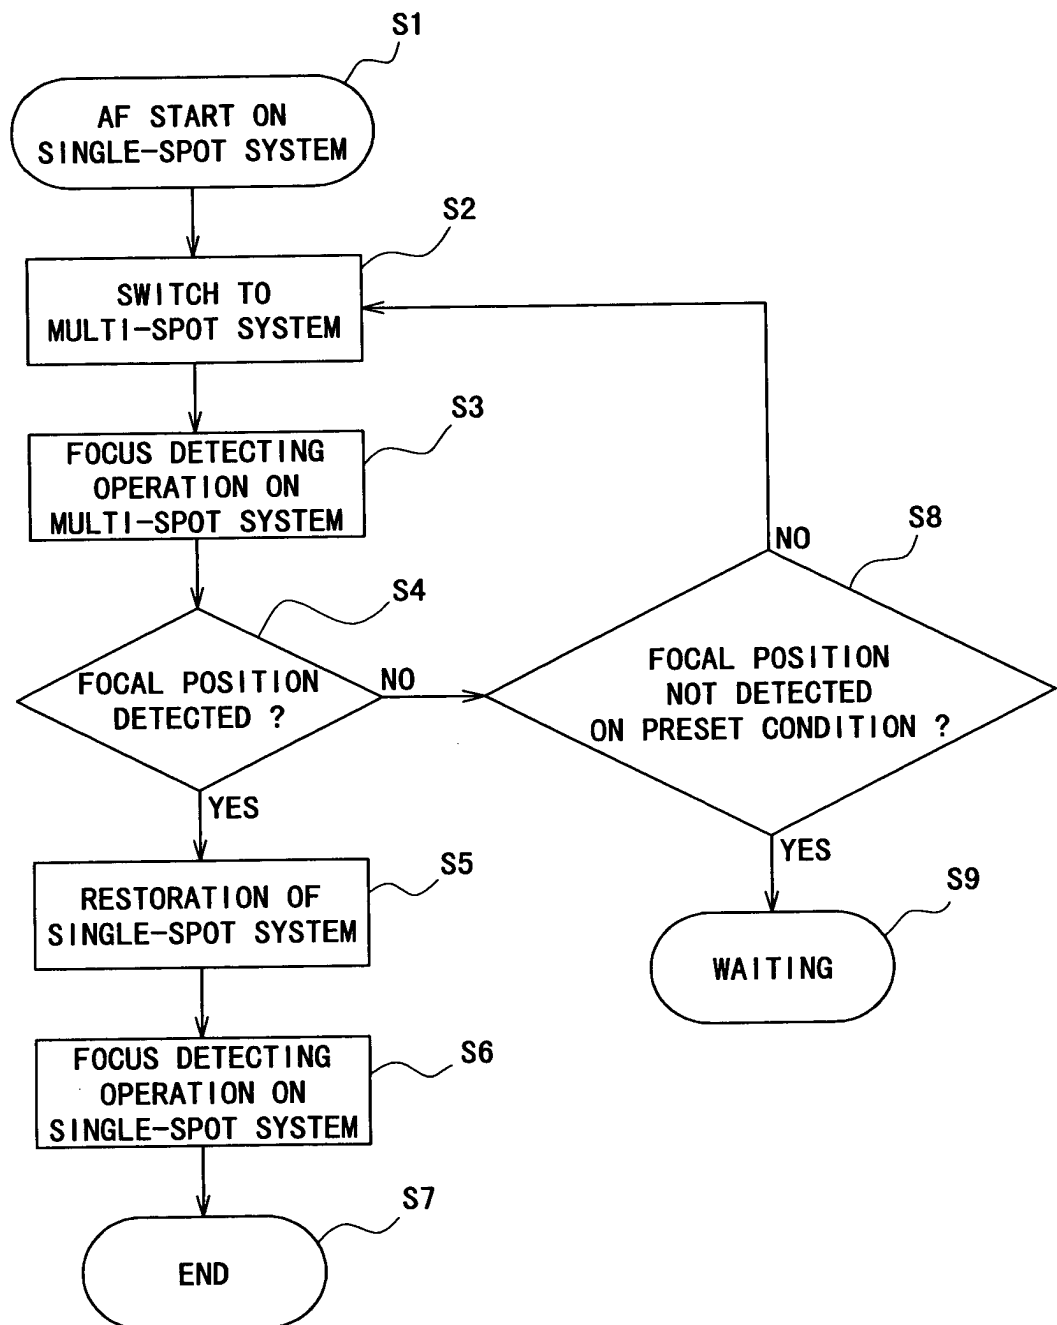 S1
AF START ON
SINGLE-SPOT SYSTEM
S2
SWITCH TO
MULTI-SPOT SYSTEM
S3
FOCUS DETECTING
OPERATION ON
MULTI-SPOT SYSTEM
S4
FOCAL POSITION
DETECTED ?
NO
YES
S8
NO
FOCAL POSITION
NOT DETECTED
ON PRESET CONDITION ?
YES
S5
RESTORATION OF
SINGLE-SPOT SYSTEM
S9
WAITING
S6
FOCUS DETECTING
OPERATION ON
SINGLE-SPOT SYSTEM
S7
END